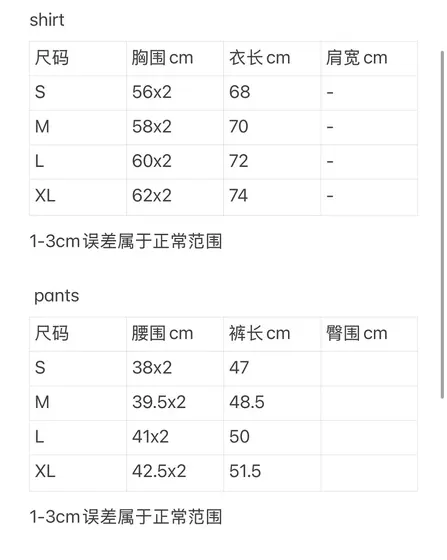 shirt
尺码 胸围cm 衣长cm 肩宽cm
S 56x2 68 -
M 58x2 70 -
L 60x2 72 -
XL 62x2 74 -
1-3cm误差属于正常范围
pants
尺码 腰围cm 裤长cm 臀围cm
S 38x2 47
M 39.5x2 48.5
L 41x2 50
XL 42.5x2 51.5
1-3cm误差属于正常范围